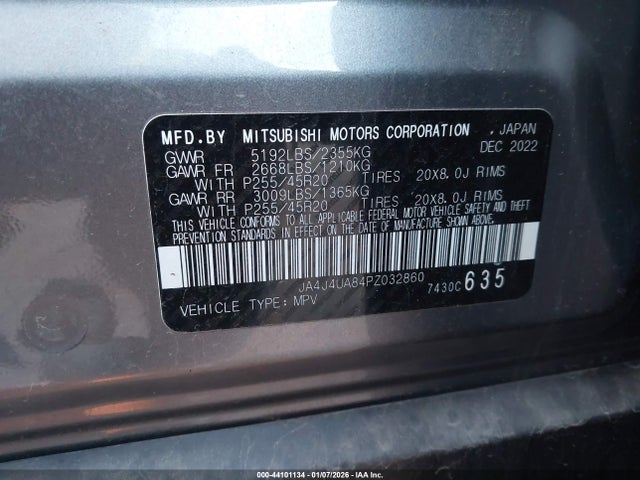 MFD.BY MITSUBISHI MOTORS CORPORATION, JAPAN
GVWR 5192LBS/2355KG DEC 2022
GAWR FR 2668LBS/1210KG
WITH P255/45R20 TIRES 20X8.0J RIMS
GAWR RR 3009LBS/1365KG
WITH P255/45R20 TIRES 20X8.0J RIMS
THIS VEHICLE CONFORMS TO ALL APPLICABLE FEDERAL MOTOR VEHICLE SAFETY AND THEFT
PREVENTION STANDARDS IN EFFECT ON THE DATE OF MANUFACTURE SHOWN ABOVE.
JA4J4UA84PZ032860
VEHICLE TYPE: MPV 7430C 635
000-44101134 | 01/07/2026 | IAA Inc.